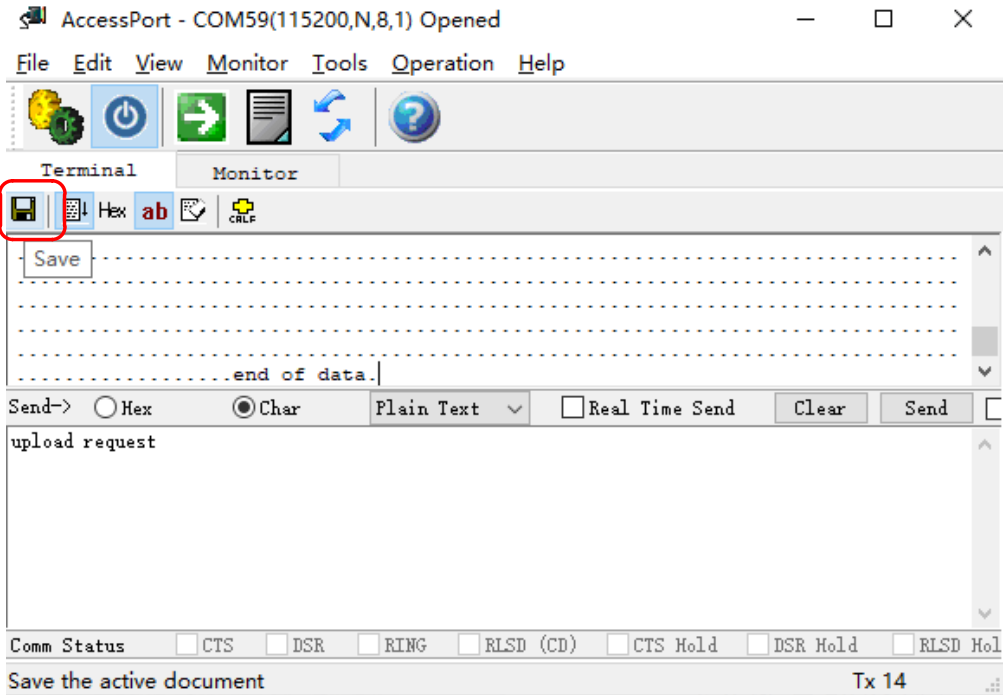 AccessPort - COM59(115200,N,8,1) Opened
File Edit View Monitor Tools Operation Help
Terminal Monitor
Hex ab CRLF
Save
................................................................................
................................................................................
................................................................................
................................................................................
................................................................................
..................end of data.
Send-> Hex Char Plain Text Real Time Send Clear Send
upload request
Comm Status CTS DSR RING RLSD (CD) CTS Hold DSR Hold RLSD Hol
Save the active document Tx 14